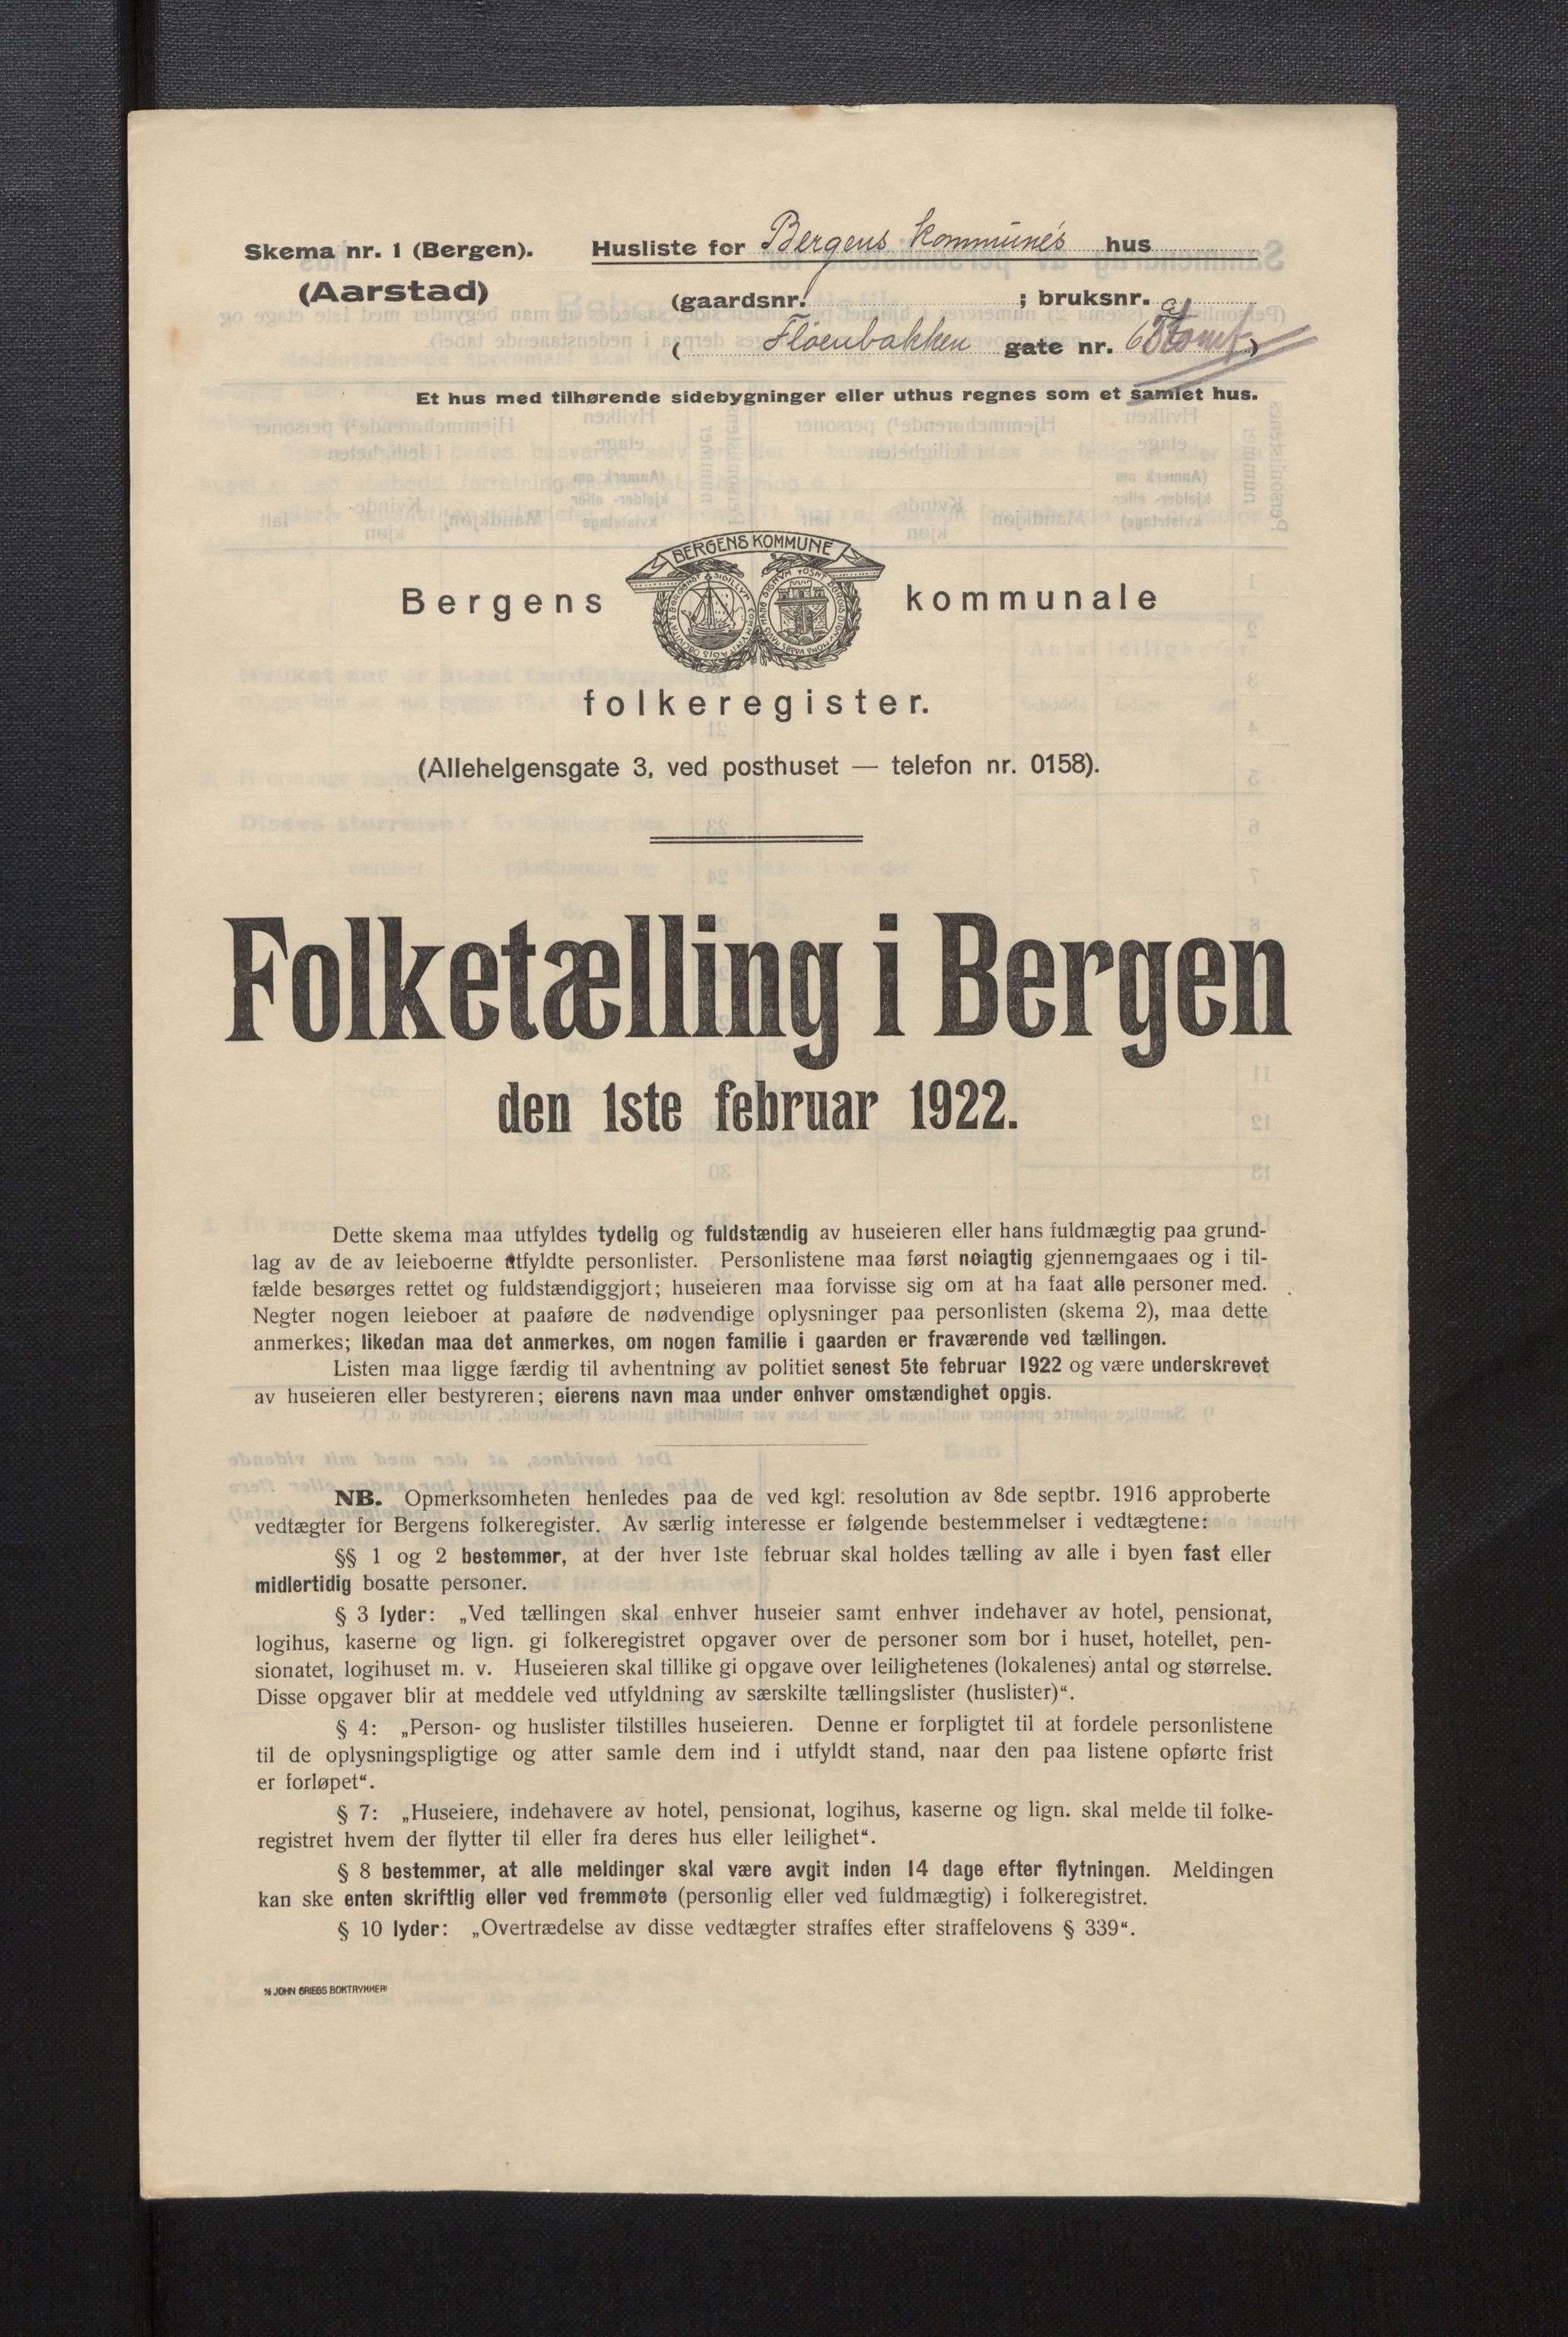 Skema nr. 1 (Bergen).
(Aarstad)
Husliste for Bergens kommunes hus
(gaardsnr. ; bruksnr.
( Fløenbakken gate nr. )
Et hus med tilhørende sidebygninger eller uthus regnes som et samlet hus.
BERGENS KOMMUNE
Bergens kommunale
folkeregister.
(Allehelgensgate 3, ved posthuset — telefon nr. 0158).
Folketælling i Bergen
den 1ste februar 1922.
Dette skema maa utfyldes tydelig og fuldstændig av huseieren eller hans fuldmægtig paa grund-
lag av de av leieboerne utfyldte personlister. Personlistene maa først nøiagtig gjennemgaaes og i til-
fælde besørges rettet og fuldstændiggjort; huseieren maa forvisse sig om at ha faat alle personer med.
Negter nogen leieboer at paaføre de nødvendige oplysninger paa personlisten (skema 2), maa dette
anmerkes; likedan maa det anmerkes, om nogen familie i gaarden er fraværende ved tællingen.
Listen maa ligge færdig til avhentning av politiet senest 5te februar 1922 og være underskrevet
av huseieren eller bestyreren; eierens navn maa under enhver omstændighet opgis.
NB. Opmerksomheten henledes paa de ved kgl. resolution av 8de septbr. 1916 approberte
vedtægter for Bergens folkeregister. Av særlig interesse er følgende bestemmelser i vedtægtene:
§§ 1 og 2 bestemmer, at der hver 1ste februar skal holdes tælling av alle i byen fast eller
midlertidig bosatte personer.
§ 3 lyder: „Ved tællingen skal enhver huseier samt enhver indehaver av hotel, pensionat,
logihus, kaserne og lign. gi folkeregistret opgaver over de personer som bor i huset, hotellet, pen-
sionatet, logihuset m. v. Huseieren skal tillike gi opgave over leilighetenes (lokalenes) antal og størrelse.
Disse opgaver blir at meddele ved utfyldning av særskilte tællingslister (huslister)“.
§ 4: „Person- og huslister tilstilles huseieren. Denne er forpligtet til at fordele personlistene
til de oplysningspligtige og atter samle dem ind i utfyldt stand, naar den paa listene opførte frist
er forløpet“.
§ 7: „Huseiere, indehavere av hotel, pensionat, logihus, kaserne og lign. skal melde til folke-
registret hvem der flytter til eller fra deres hus eller leilighet“.
§ 8 bestemmer, at alle meldinger skal være avgit inden 14 dage efter flytningen. Meldingen
kan ske enten skriftlig eller ved fremmøte (personlig eller ved fuldmægtig) i folkeregistret.
§ 10 lyder: „Overtrædelse av disse vedtægter straffes efter straffelovens § 339“.
JOHN GRIEGS BOKTRYKKERI